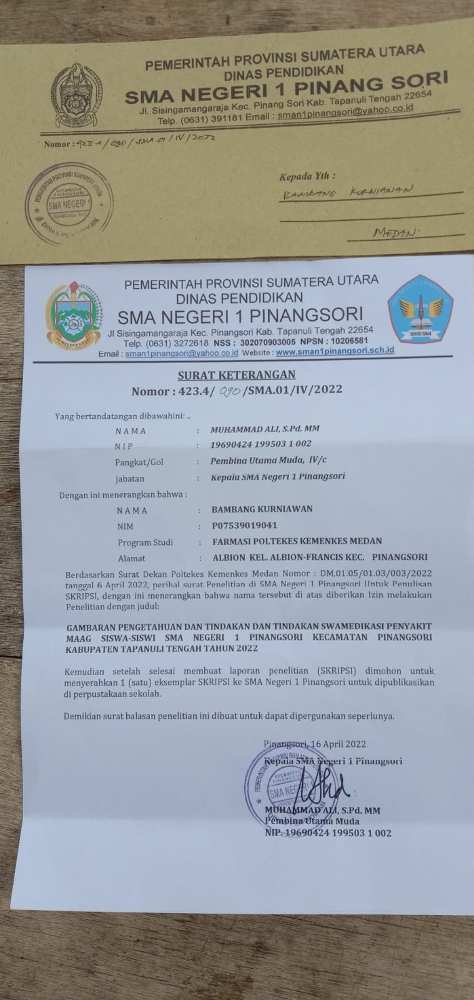 PEMERINTAH PROVINSI SUMATERA UTARA
DINAS PENDIDIKAN
SMA NEGERI 1 PINANG SORI
Jl. Sisingamangaraja Kec. Pinang Sori Kab. Tapanuli Tengah 22654
Telp. (0631) 391181 Email : sman1pinangsori@yahoo.co.id
Nomor : 423.4/090/SMA.01/IV/2022
PEMERINTAH PROVINSI SUMATERA UTARA
KECAMATAN
PINANGSORI
SMA NEGERI 1
DINAS PENDIDIKAN
Kepada Yth :
BAMBANG KURNIAWAN
MEDAN
PEMERINTAH PROVINSI SUMATERA UTARA
DINAS PENDIDIKAN
SMA NEGERI 1 PINANGSORI
Jl Sisingamangaraja Kec. Pinangsori Kab. Tapanuli Tengah 22654
Telp. (0631) 3272618 NSS : 302070903005 NPSN : 10206581
Email : sman1pinangsori@yahoo.co.id Website : www.sman1pinangsori.sch.id
SUMATERA UTARA
SMA NEGERI 1 PINANGSORI
TAPANULI TENGAH
SURAT KETERANGAN
Nomor : 423.4/ 090 /SMA.01/IV/2022
Yang bertandatangan dibawahini: ..
N A M A : MUHAMMAD ALI, S.Pd. MM
N I P : 19690424 199503 1 002
Pangkat/Gol : Pembina Utama Muda, IV/c
jabatan : Kepala SMA Negeri 1 Pinangsori
Dengan ini menerangkan bahwa :
N A M A : BAMBANG KURNIAWAN
NIM : P07539019041
Program Studi : FARMASI POLTEKES KEMENKES MEDAN
Alamat : ALBION KEL. ALBION-FRANCIS KEC. PINANGSORI
Berdasarkan Surat Dekan Poltekes Kemenkes Medan Nomor : DM.01.05/01.03/003/2022
tanggal 6 April 2022, perihal surat Penelitian di SMA Negeri 1 Pinangsori Untuk Penulisan
SKRIPSI, dengan ini menerangkan bahwa nama tersebut di atas diberikan Izin melakukan
Penelitian dengan judul:
GAMBARAN PENGETAHUAN DAN TINDAKAN DAN TINDAKAN SWAMEDIKASI PENYAKIT
MAAG SISWA-SISWI SMA NEGERI 1 PINANGSORI KECAMATAN PINANGSORI
KABUPATEN TAPANULI TENGAH TAHUN 2022
Kemudian setelah selesai membuat laporan penelitian (SKRIPSI) dimohon untuk
menyerahkan 1 (satu) eksemplar SKRIPSI ke SMA Negeri 1 Pinangsori untuk dipublikasikan
di perpustakaan sekolah.
Demikian surat balasan penelitian ini dibuat untuk dapat dipergunakan seperlunya.
Pinangsori, 16 April 2022
Kepala SMA Negeri 1 Pinangsori
PEMERINTAH PROVINSI SUMATERA UTARA
KECAMATAN
PINANGSORI
SMA NEGERI 1
DINAS PENDIDIKAN
MUHAMMAD ALI, S.Pd. MM
Pembina Utama Muda
NIP. 19690424 199503 1 002